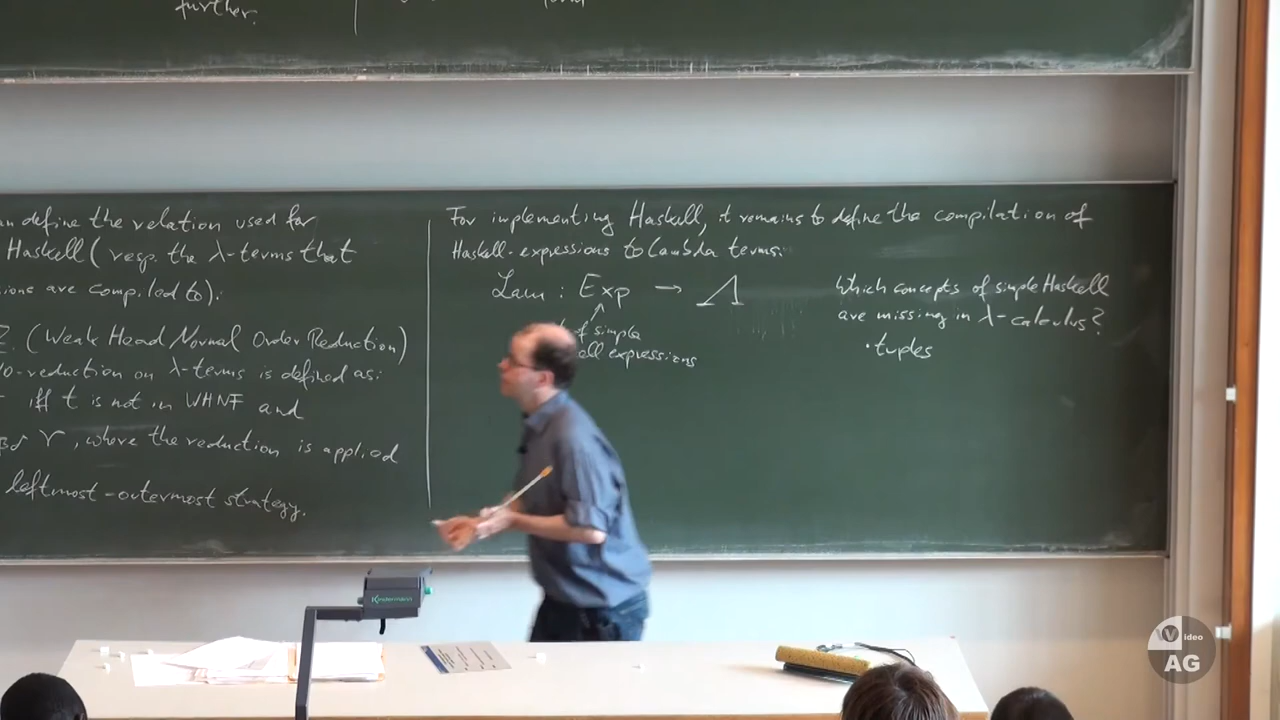 further.
an define the relation used for
Haskell (resp. the λ-terms that
sions are compiled to):
(Weak Head Normal Order Reduction)
-reduction on λ-terms is defined as:
iff t is not in WHNF and
r, where the reduction is applied
leftmost-outermost strategy.
For implementing Haskell, it remains to define the compilation of
Haskell-expressions to Lambda terms:
Lam : Exp → Λ
of simple
ell expressions
Which concepts of simple Haskell
are missing in λ-calculus?
• tuples
Kindermann
Video
AG